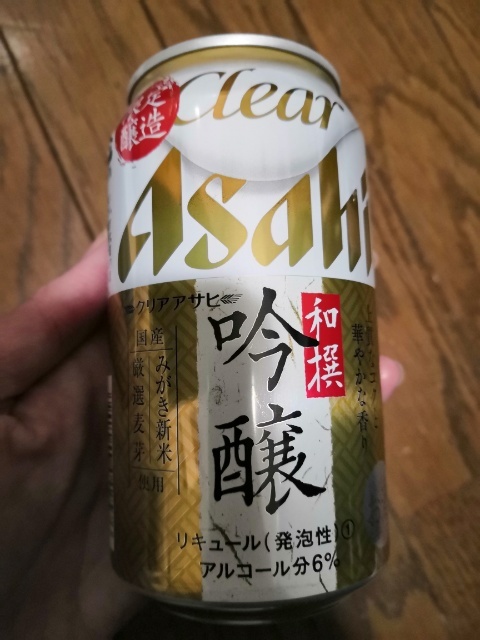 Clear
限定
醸造
Asahi
クリアアサヒ
和撰
吟醸
国産みがき新米
厳選麦芽使用
華やかな香り
リキュール(発泡性)①
アルコール分6%